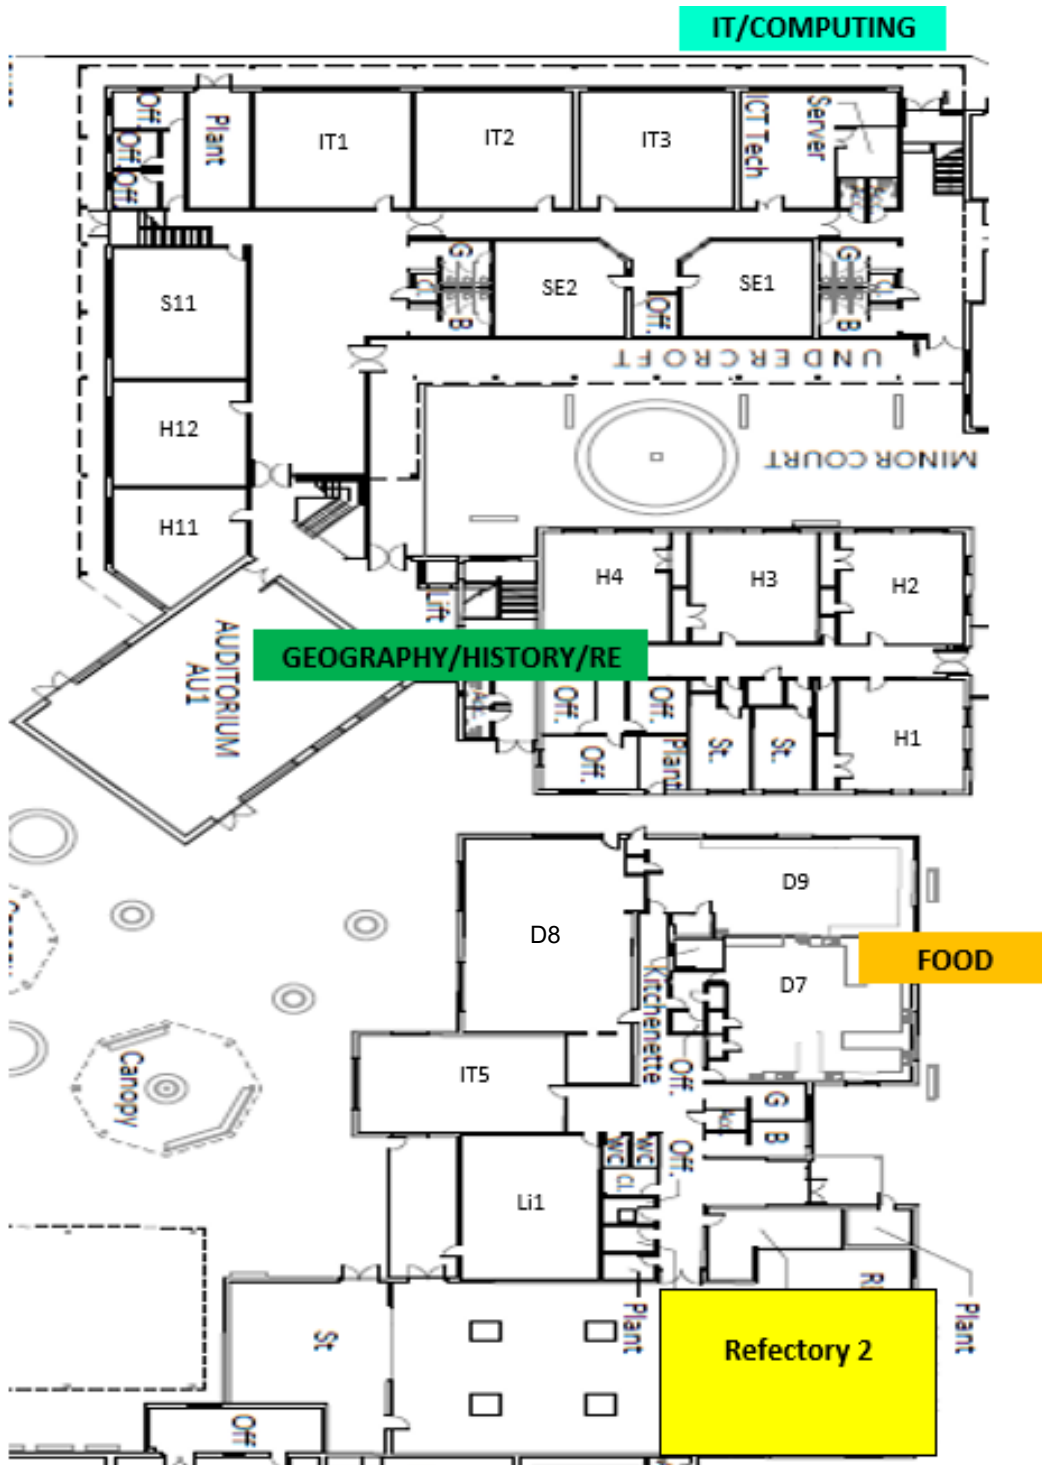 IT/COMPUTING
Off
Off
Off
Plant
IT1
IT2
IT3
ICT Tech
Server
S11
G
B
SE2
Off.
SE1
G
B
UNDERCROFT
H12
MINOR COURT
H11
H4
H3
H2
Lift
AUDITORIUM
AU1
GEOGRAPHY/HISTORY/RE
Off.
Off.
Off.
Plant
St.
St.
H1
D9
D8
FOOD
D7
Kitchenette
Off.
IT5
Canopy
G
B
WC
WC
Off.
CL.
Li1
Plant
Plant
St
Refectory 2
Off